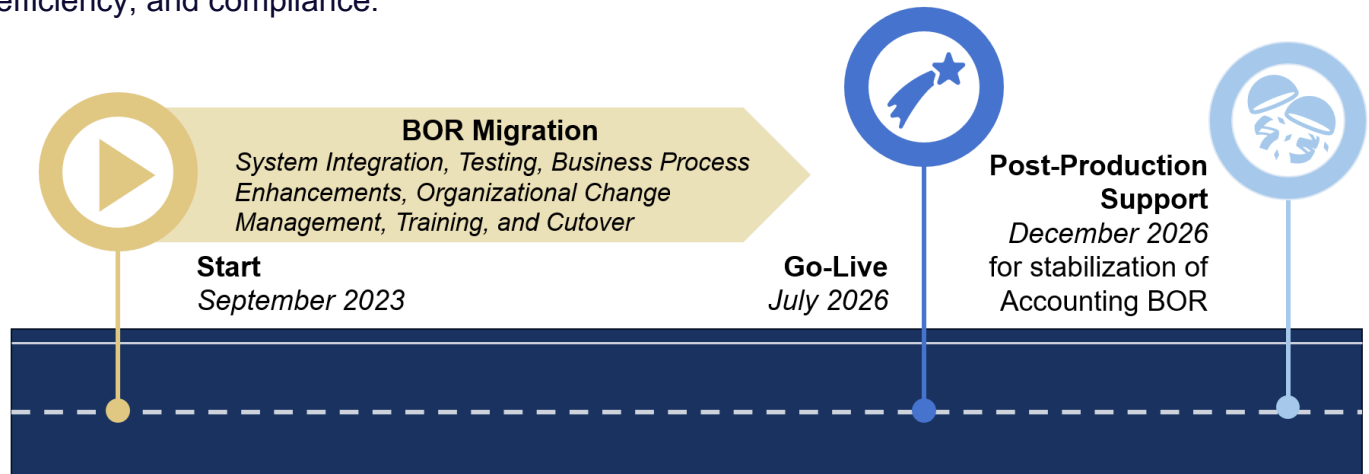 efficiency, and compliance.
BOR Migration
System Integration, Testing, Business Process
Enhancements, Organizational Change
Management, Training, and Cutover
Start
September 2023
Go-Live
July 2026
Post-Production
Support
December 2026
for stabilization of
Accounting BOR